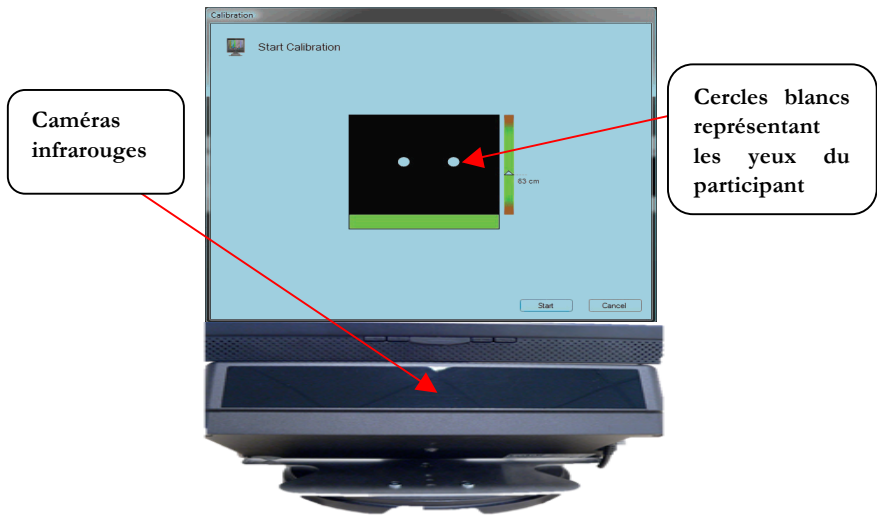 Calibration
Start Calibration
Caméras
infrarouges
Cercles blancs
représentant
les yeux du
participant
63 cm
Start
Cancel